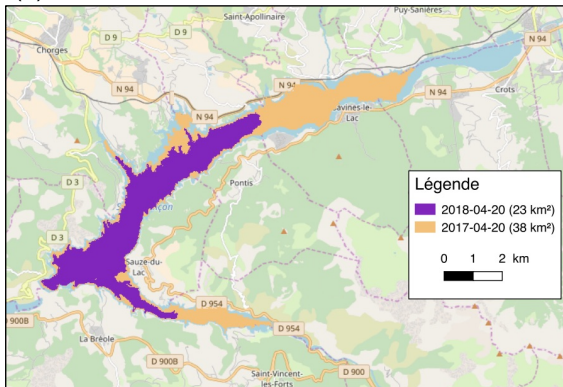 Saint-Apollinaire
Puy-Sanières
D 9
D 9
Chorges
N 94
N 94
N 94
N 94
N 94
Crots
Savines-le
Lac
D 3
Pontis
D 3
Sauze-du-
Lac
D 954
D 954
D 900B
La Bréole
D 900B
Saint-Vincent-
les-Forts
D 900
Légende
2018-04-20 (23 km²)
2017-04-20 (38 km²)
0 1 2 km